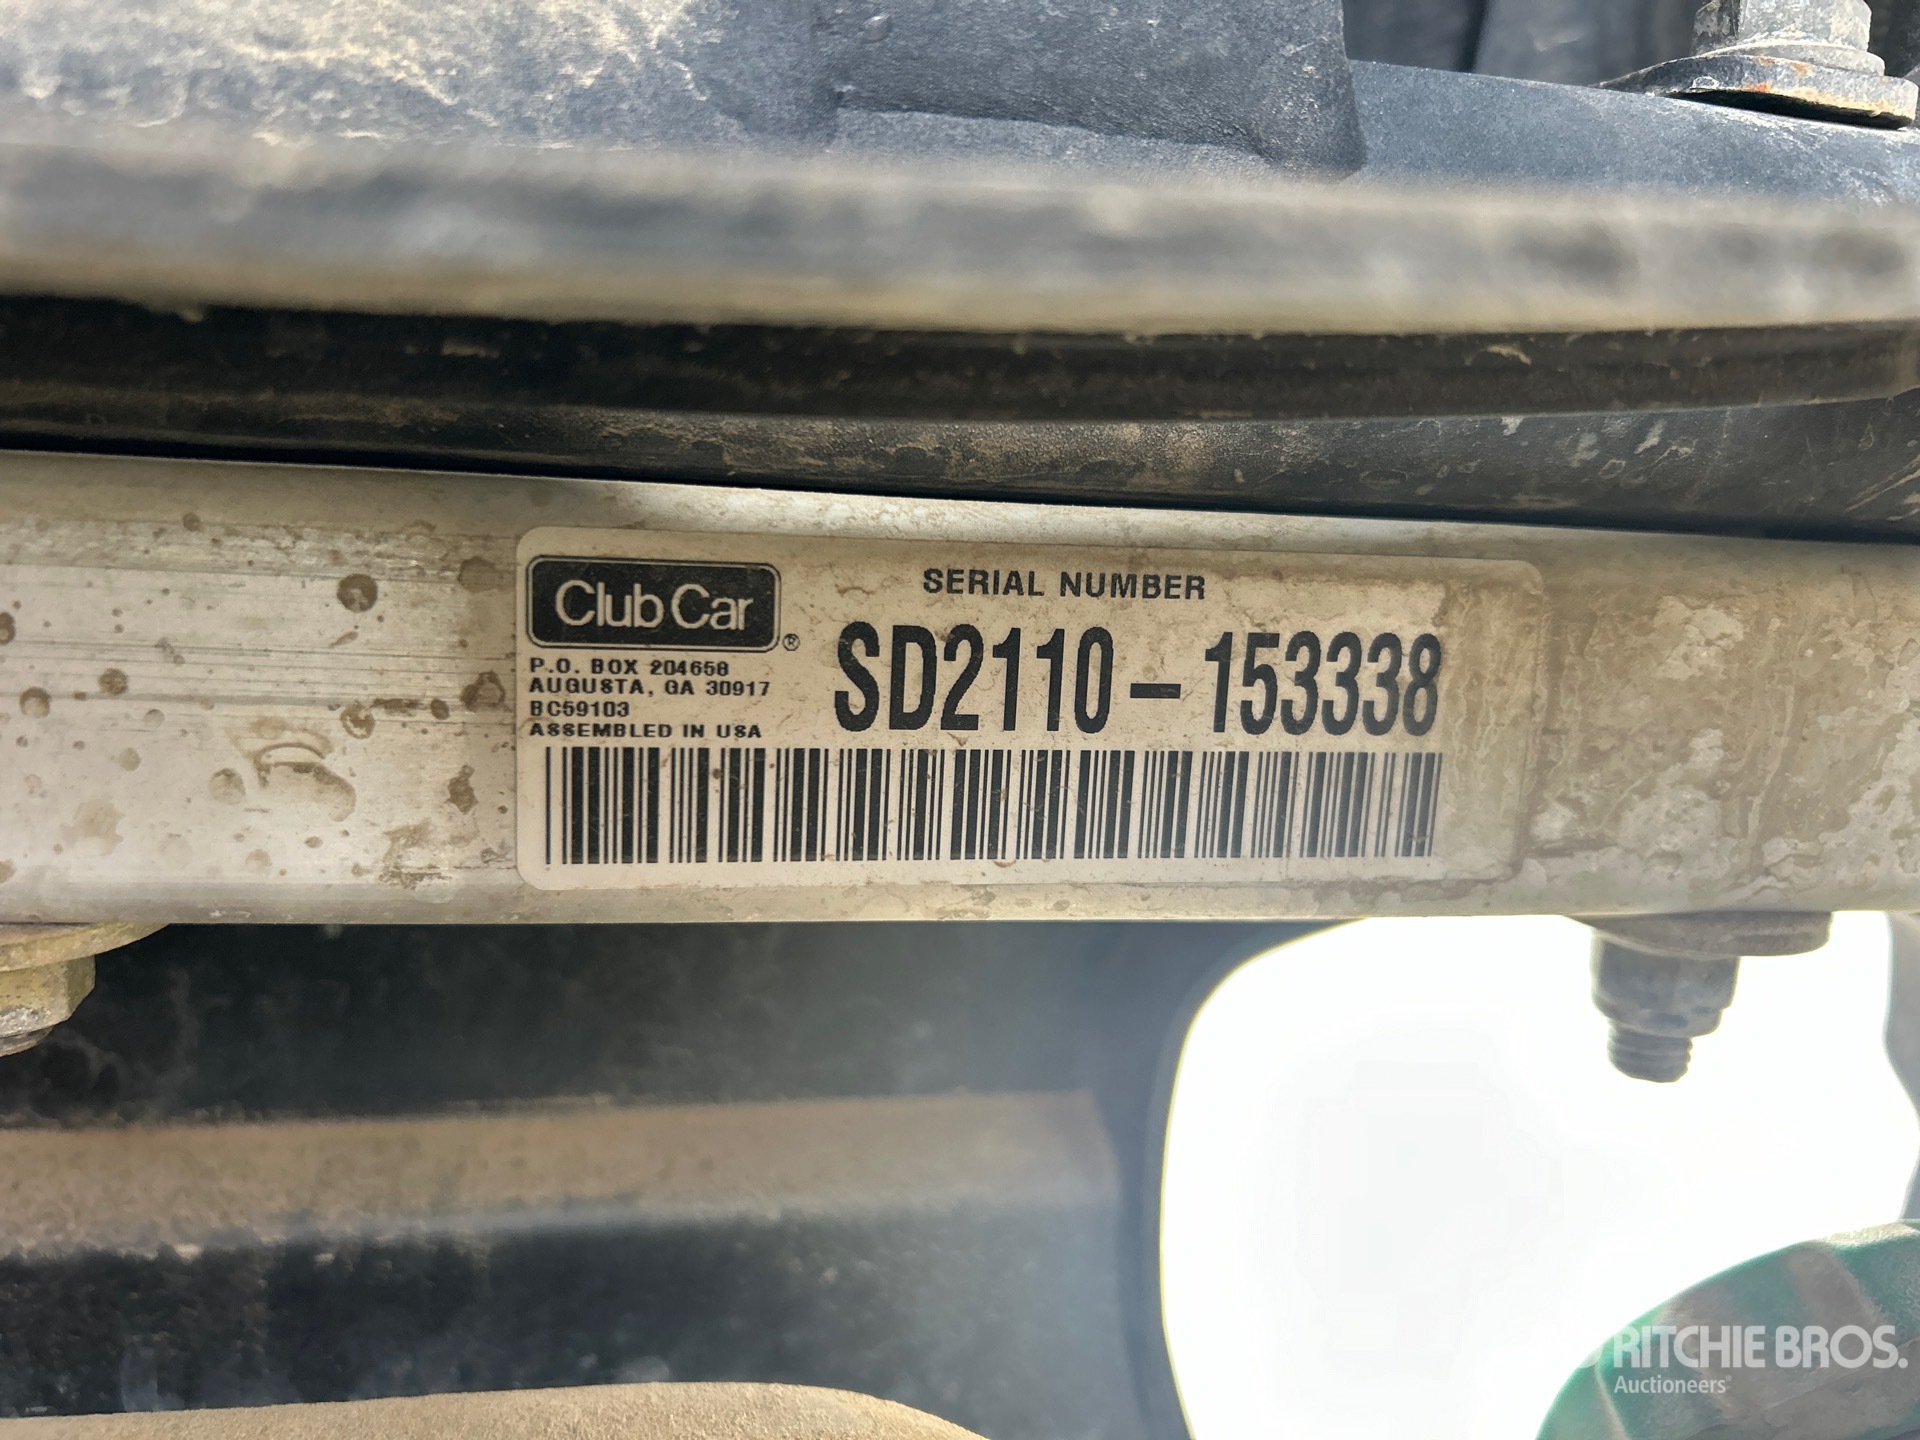 Club Car
®
P.O. BOX 204658
AUGUSTA, GA 30917
BC59103
ASSEMBLED IN USA
SERIAL NUMBER
SD2110-153338
RITCHIE BROS.
Auctioneers